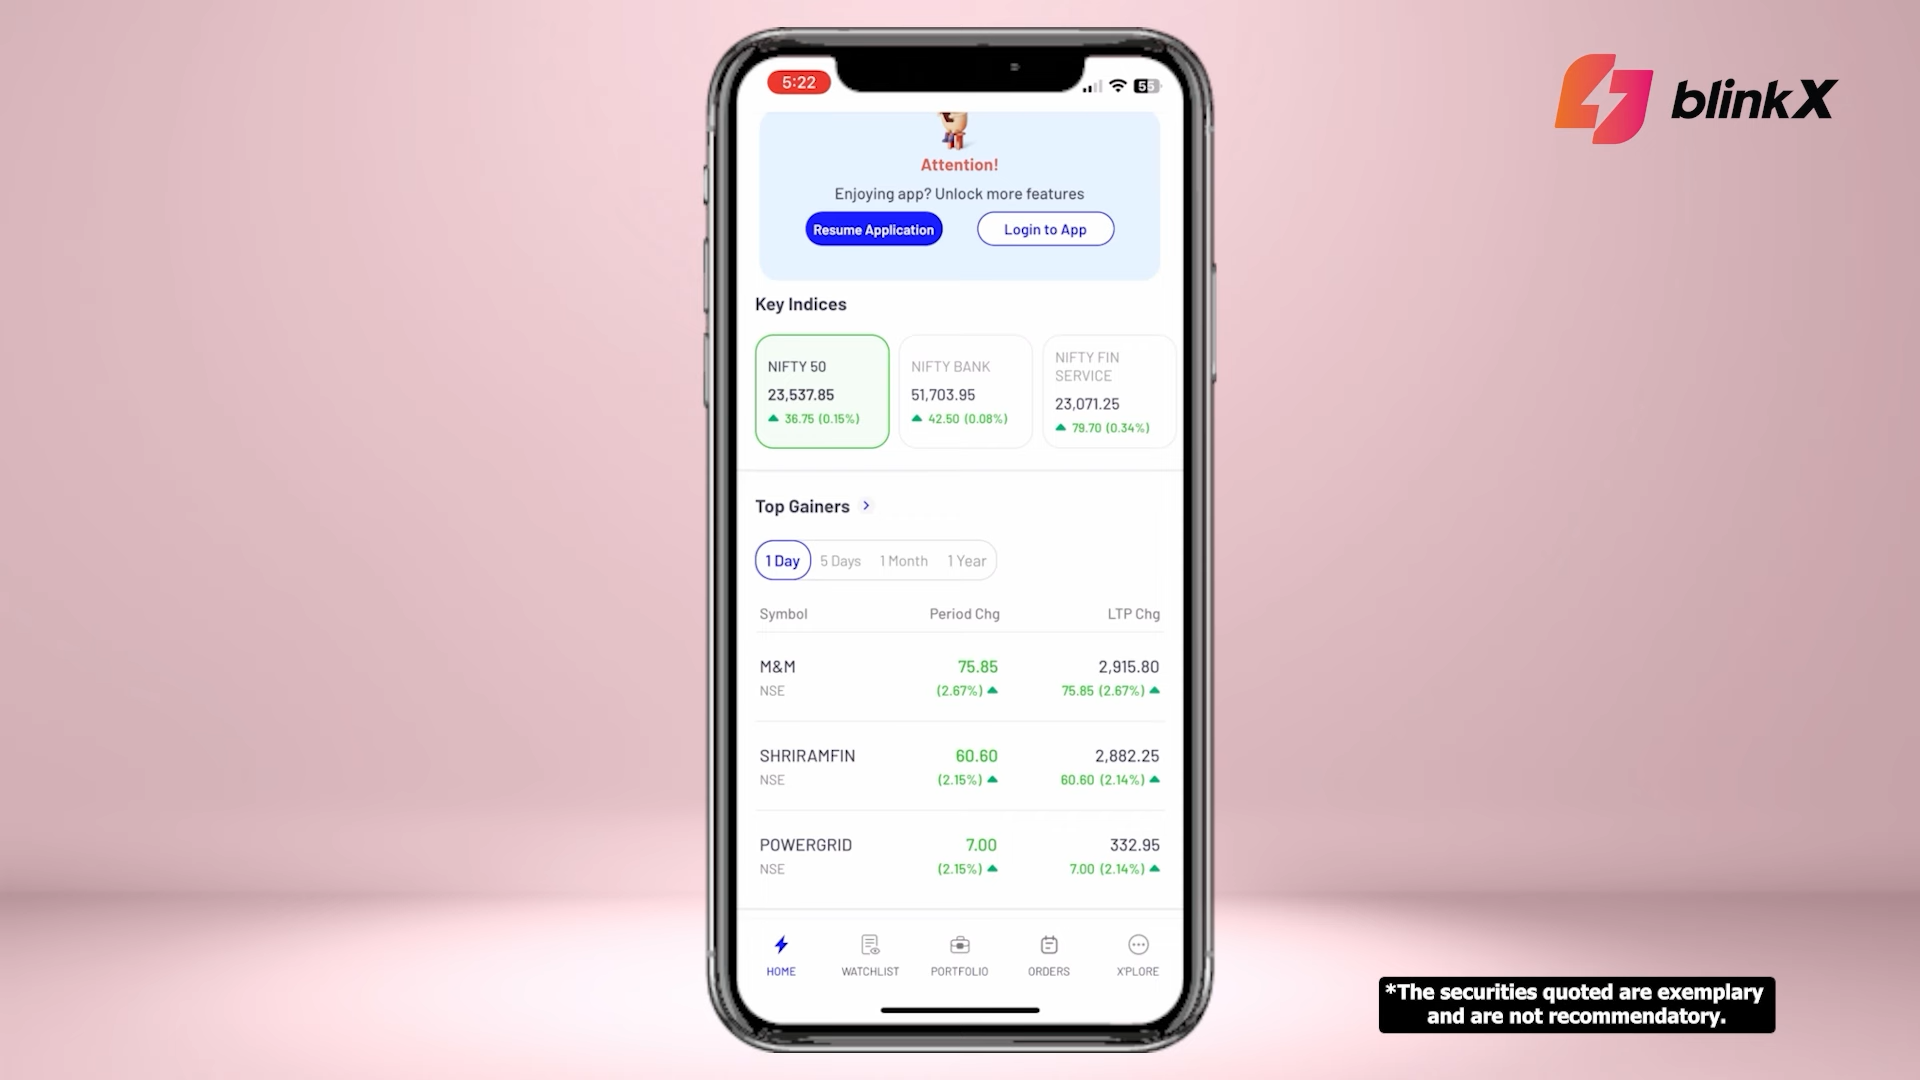 5:22
55
blinkX
Attention!
Enjoying app? Unlock more features
Resume Application
Login to App
Key Indices
NIFTY 50
23,537.85
36.75 (0.15%)
NIFTY BANK
51,703.95
42.50 (0.08%)
NIFTY FIN
SERVICE
23,071.25
79.70 (0.34%)
Top Gainers >
1 Day 5 Days 1 Month 1 Year
Symbol Period Chg LTP Chg
M&M 75.85 2,915.80
NSE (2.67%) 75.85 (2.67%)
SHRIRAMFIN 60.60 2,882.25
NSE (2.15%) 60.60 (2.14%)
POWERGRID 7.00 332.95
NSE (2.15%) 7.00 (2.14%)
HOME WATCHLIST PORTFOLIO ORDERS X'PLORE
*The securities quoted are exemplary
and are not recommendatory.